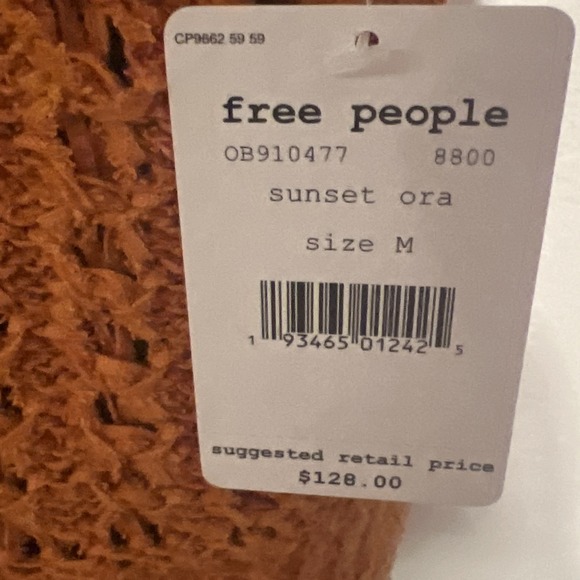 CP9862 59 59
free people
OB910477 8800
sunset ora
size M
1 93465 01242 5
suggested retail price
$128.00